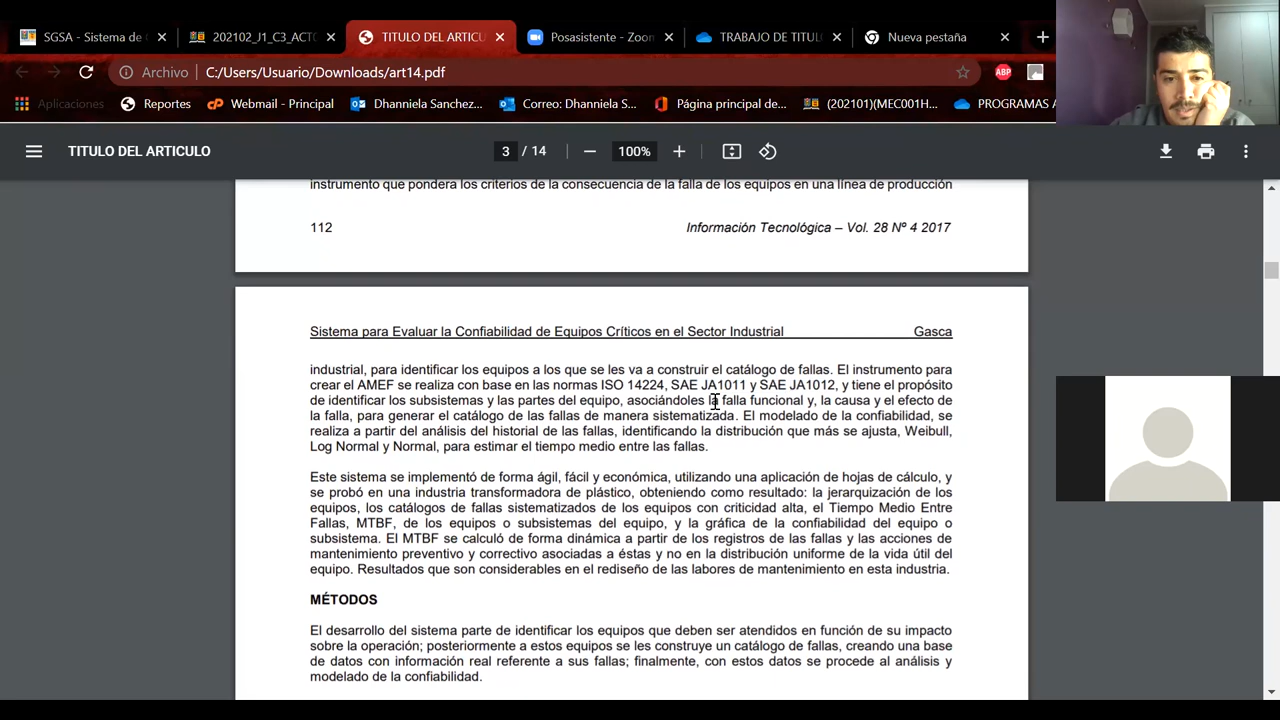 SGSA - Sistema de
202102_J1_C3_ACTO
TITULO DEL ARTICU
Posasistente - Zoom
TRABAJO DE TITUL
Nueva pestaña
Archivo
C:/Users/Usuario/Downloads/art14.pdf
ABP
Aplicaciones
Reportes
Webmail - Principal
Dhanniela Sanchez...
Correo: Dhanniela S...
Página principal de...
(202101)(MEC001H...
PROGRAMAS A
TITULO DEL ARTICULO
3 / 14
100%
instrumento que pondera los criterios de la consecuencia de la falla de los equipos en una línea de producción
112
Información Tecnológica – Vol. 28 Nº 4 2017
Sistema para Evaluar la Confiabilidad de Equipos Críticos en el Sector Industrial
Gasca
industrial, para identificar los equipos a los que se les va a construir el catálogo de fallas. El instrumento para
crear el AMEF se realiza con base en las normas ISO 14224, SAE JA1011 y SAE JA1012, y tiene el propósito
de identificar los subsistemas y las partes del equipo, asociándoles la falla funcional y, la causa y el efecto de
la falla, para generar el catálogo de las fallas de manera sistematizada. El modelado de la confiabilidad, se
realiza a partir del análisis del historial de las fallas, identificando la distribución que más se ajusta, Weibull,
Log Normal y Normal, para estimar el tiempo medio entre las fallas.
Este sistema se implementó de forma ágil, fácil y económica, utilizando una aplicación de hojas de cálculo, y
se probó en una industria transformadora de plástico, obteniendo como resultado: la jerarquización de los
equipos, los catálogos de fallas sistematizados de los equipos con criticidad alta, el Tiempo Medio Entre
Fallas, MTBF, de los equipos o subsistemas del equipo, y la gráfica de la confiabilidad del equipo o
subsistema. El MTBF se calculó de forma dinámica a partir de los registros de las fallas y las acciones de
mantenimiento preventivo y correctivo asociadas a éstas y no en la distribución uniforme de la vida útil del
equipo. Resultados que son considerables en el rediseño de las labores de mantenimiento en esta industria.
MÉTODOS
El desarrollo del sistema parte de identificar los equipos que deben ser atendidos en función de su impacto
sobre la operación; posteriormente a estos equipos se les construye un catálogo de fallas, creando una base
de datos con información real referente a sus fallas; finalmente, con estos datos se procede al análisis y
modelado de la confiabilidad.